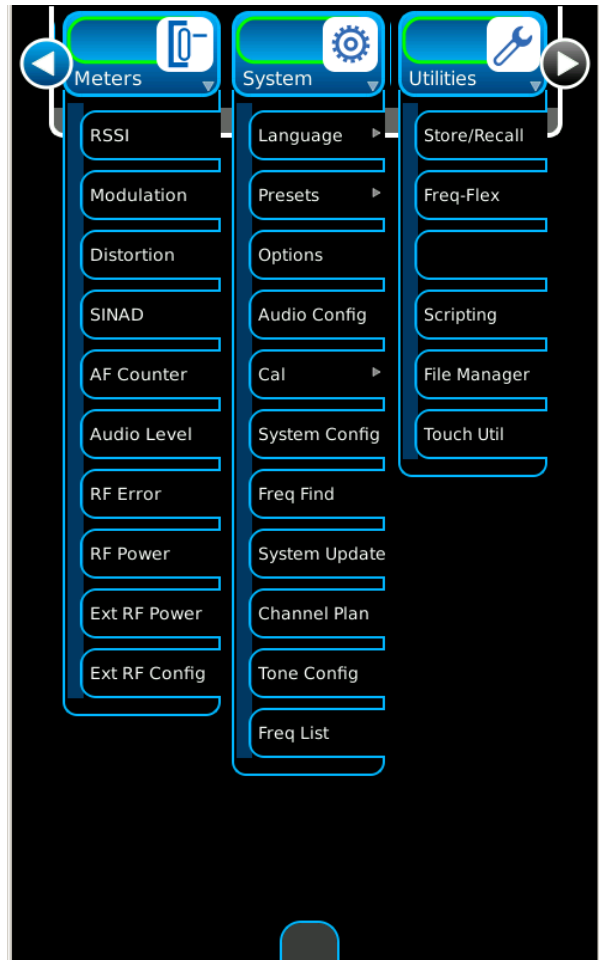 Meters
RSSI
Modulation
Distortion
SINAD
AF Counter
Audio Level
RF Error
RF Power
Ext RF Power
Ext RF Config
System
Language
Presets
Options
Audio Config
Cal
System Config
Freq Find
System Update
Channel Plan
Tone Config
Freq List
Utilities
Store/Recall
Freq-Flex
Scripting
File Manager
Touch Util